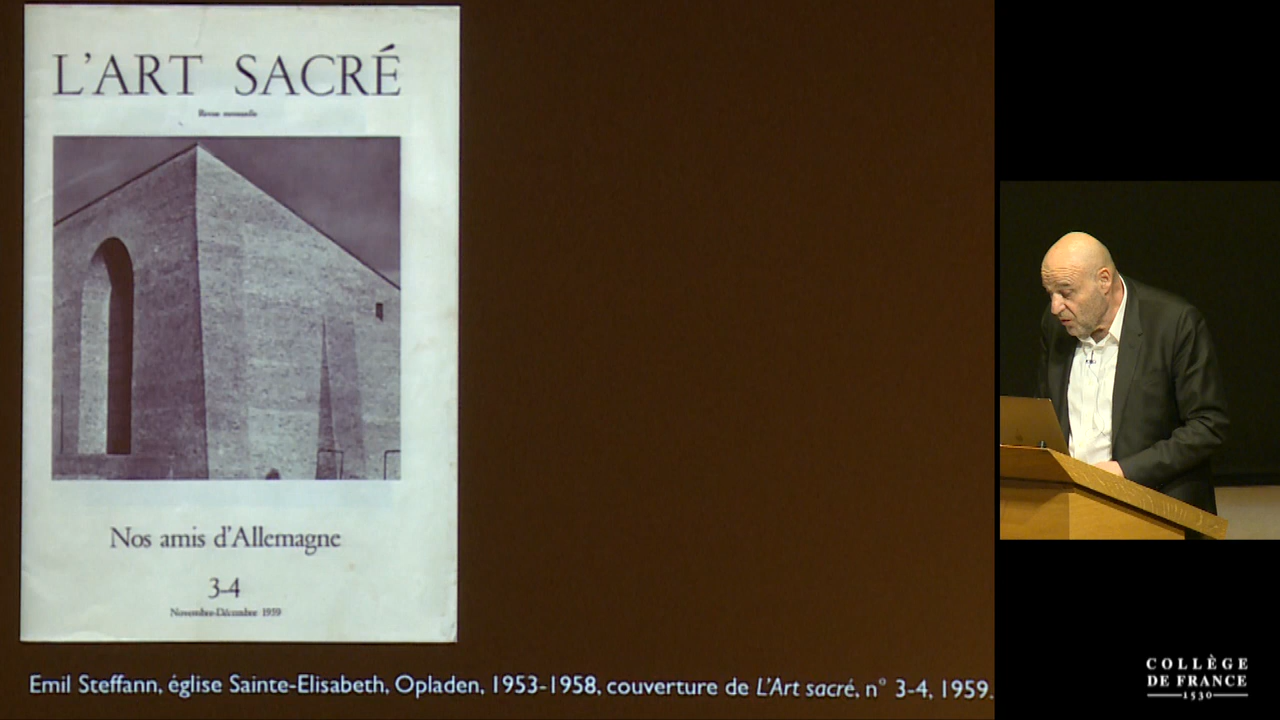 L'ART SACRÉ
Revue mensuelle
Nos amis d'Allemagne
3-4
Novembre-Décembre 1959
Emil Steffann, église Sainte-Elisabeth, Opladen, 1953-1958, couverture de L'Art sacré, n° 3-4, 1959.
COLLÈGE
DE FRANCE
1530